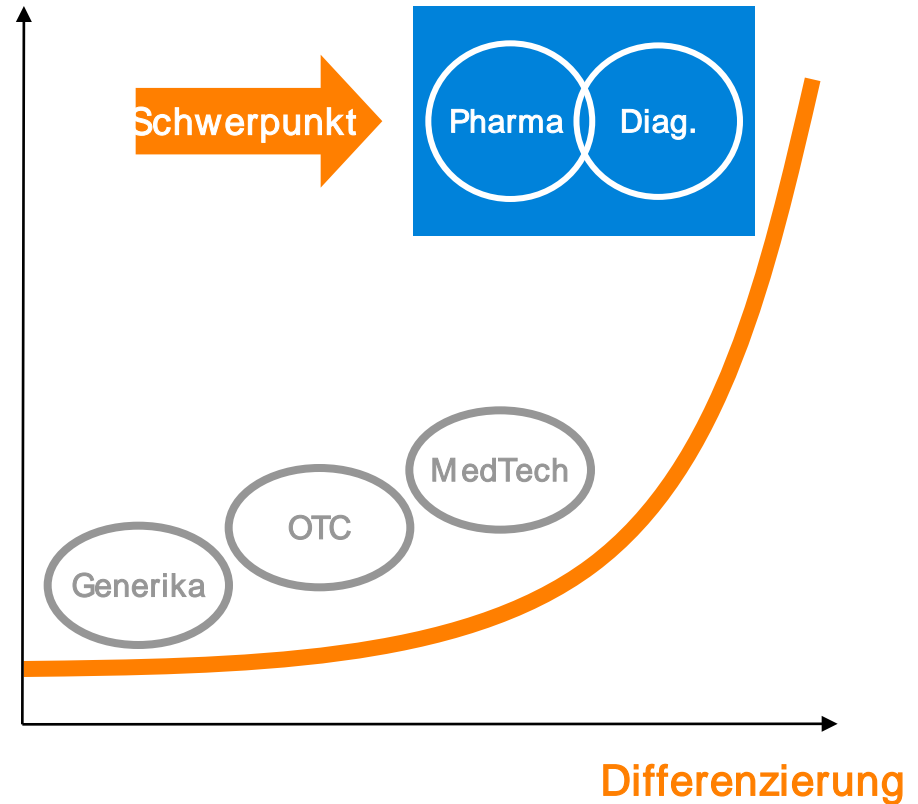 Schwerpunkt
Pharma
Diag.
MedTech
OTC
Generika
Differenzierung